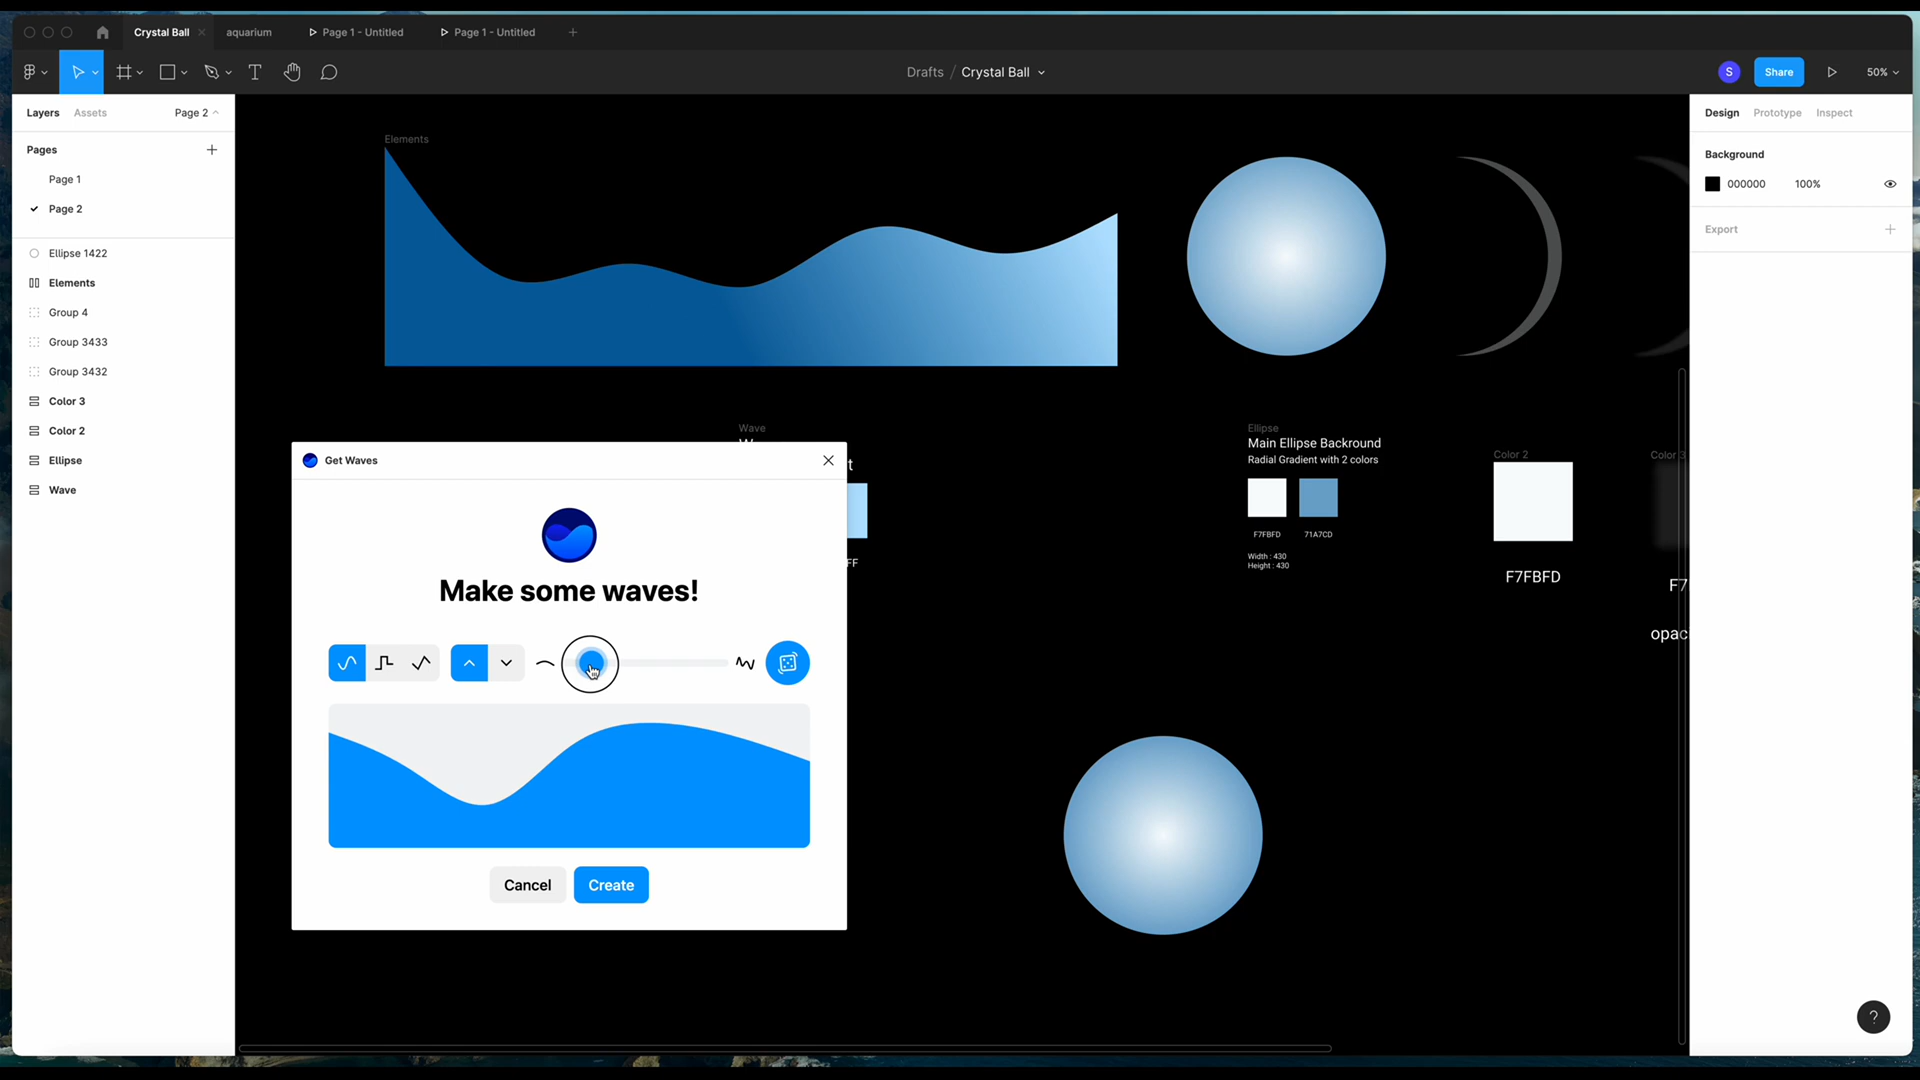 Crystal Ball
aquarium
Page 1 - Untitled
Page 1 - Untitled
Drafts / Crystal Ball
S
Share
50%
Layers
Assets
Page 2
Pages
Page 1
Page 2
Ellipse 1422
Elements
Group 4
Group 3433
Group 3432
Color 3
Color 2
Ellipse
Wave
Elements
Wave
t
FF
Get Waves
Make some waves!
Cancel
Create
Ellipse
Main Ellipse Backround
Radial Gradient with 2 colors
F7FBFD
71A7CD
Width : 430
Height : 430
Color 2
F7FBFD
Color 3
F7
opac
Design
Prototype
Inspect
Background
000000
100%
Export
?